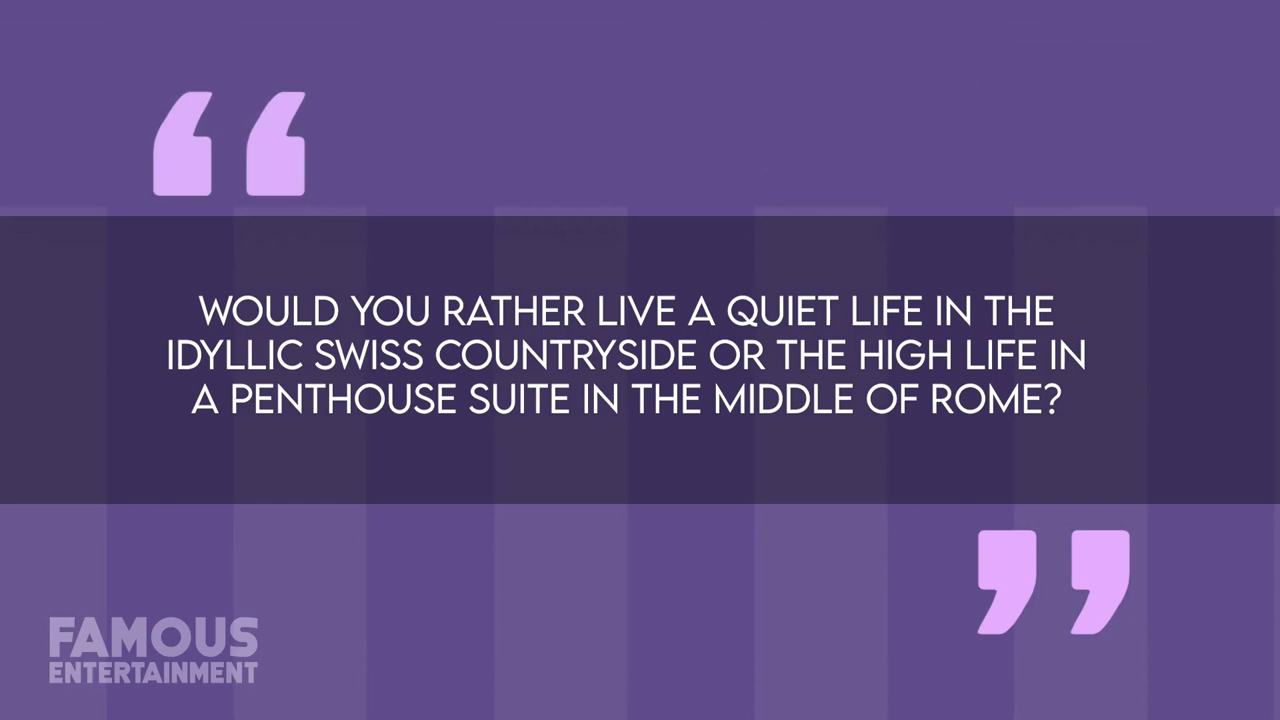 WOULD YOU RATHER LIVE A QUIET LIFE IN THE
IDYLLIC SWISS COUNTRYSIDE OR THE HIGH LIFE IN
A PENTHOUSE SUITE IN THE MIDDLE OF ROME?
FAMOUS
ENTERTAINMENT